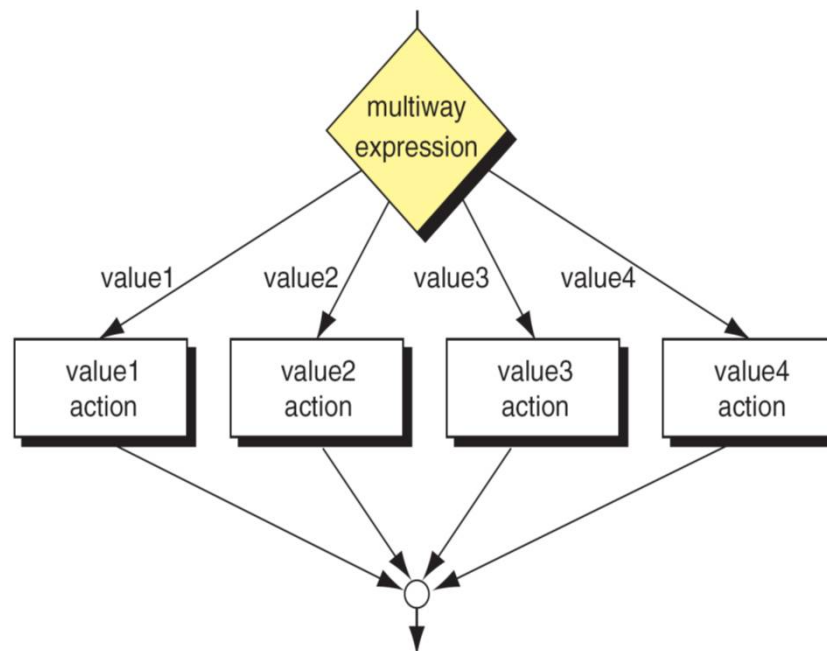 multiway
expression
value1
value2
value3
value4
value1
action
value2
action
value3
action
value4
action